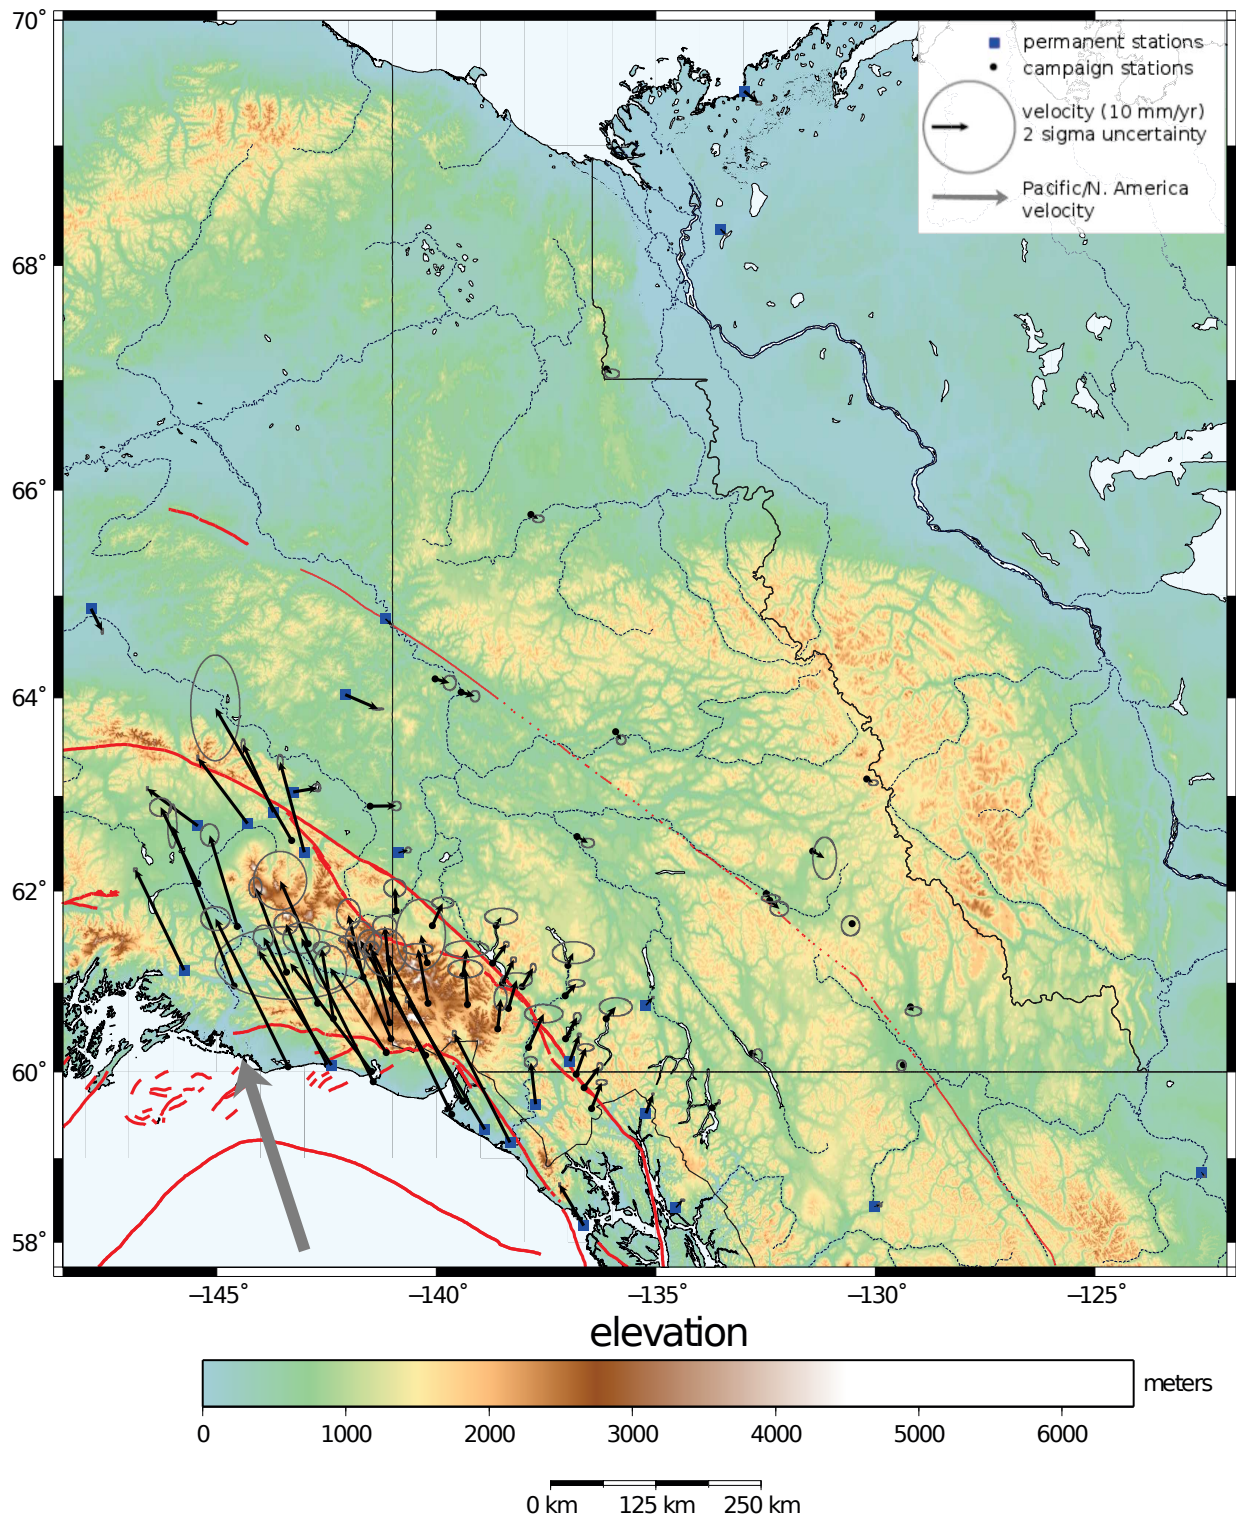 70°
permanent stations
campaign stations
velocity (10 mm/yr)
2 sigma uncertainty
Pacific/N. America
velocity
68°
66°
64°
62°
60°
58°
−145°
−140°
−135°
−130°
−125°
elevation
meters
0
1000
2000
3000
4000
5000
6000
0 km
125 km
250 km